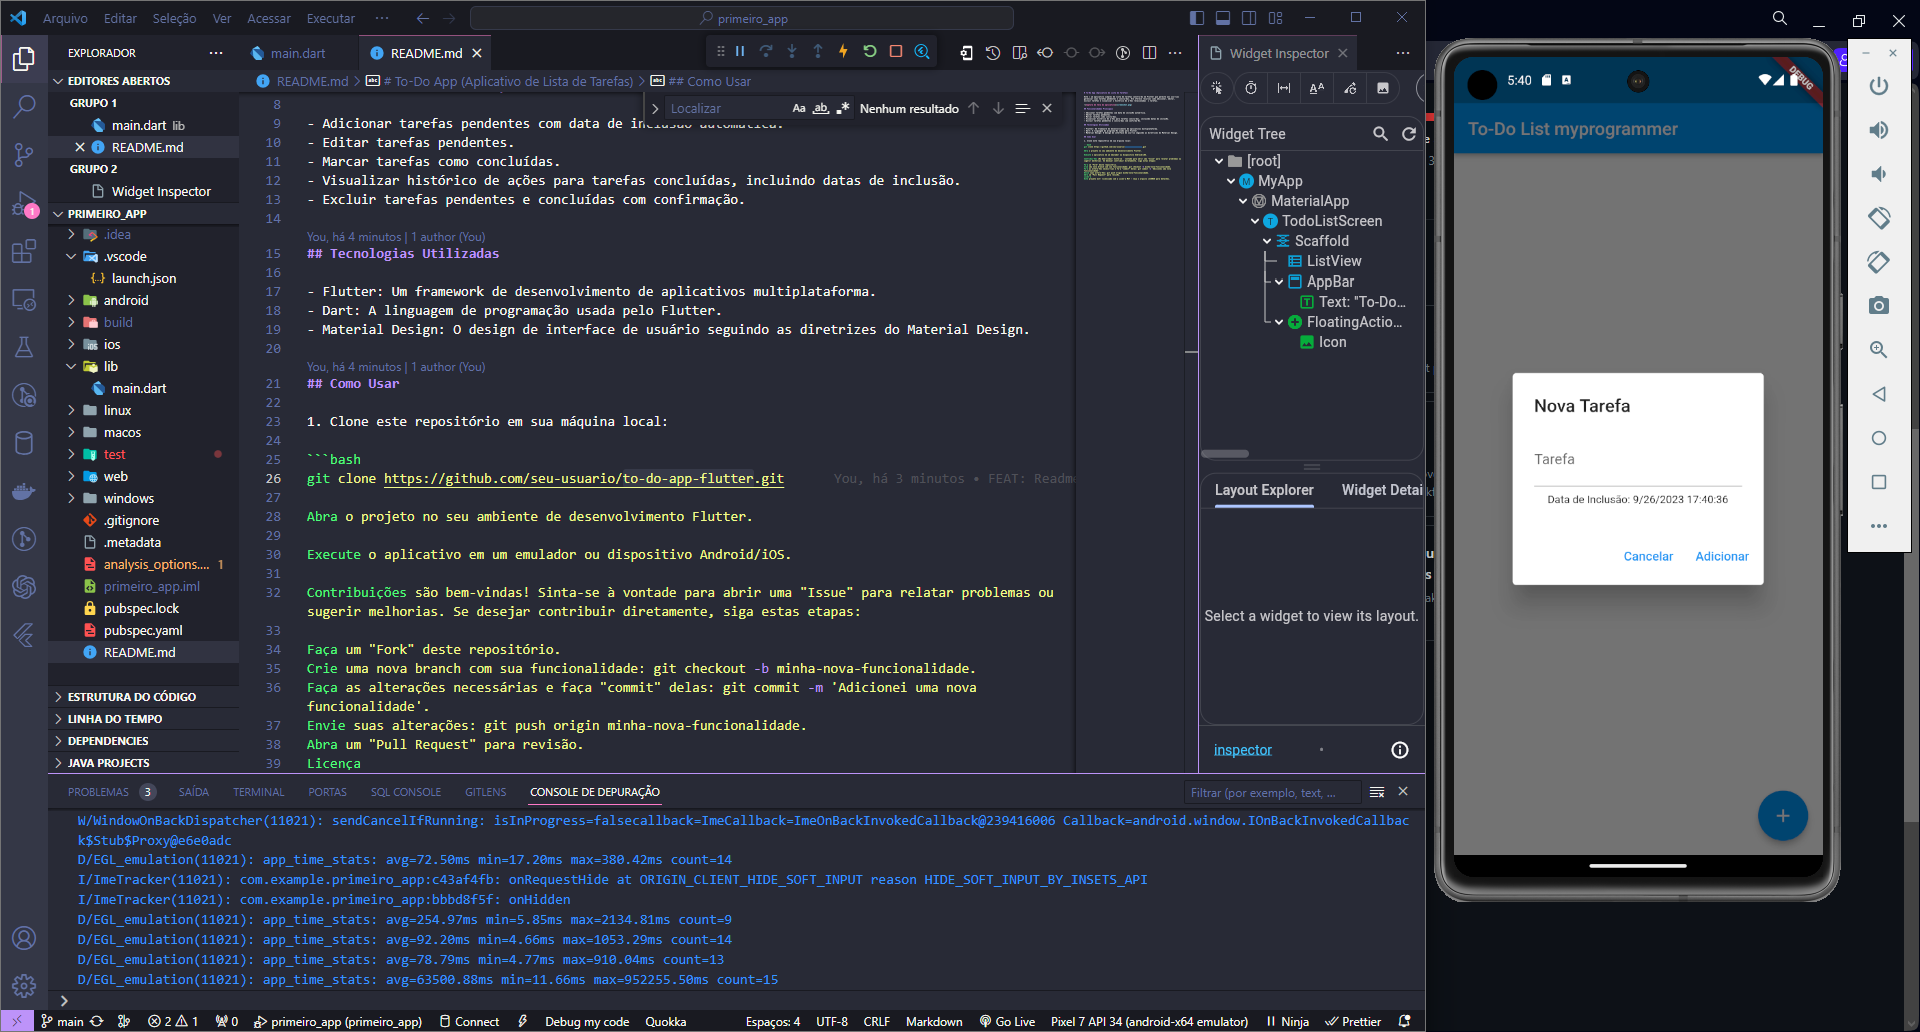 Arquivo Editar Seleção Ver Acessar Executar ···
primeiro_app
EXPLORADOR
EDITORES ABERTOS
GRUPO 1
main.dart lib
README.md
GRUPO 2
Widget Inspector
PRIMEIRO_APP
.idea
.vscode
launch.json
android
build
ios
lib
main.dart
linux
macos
test
web
windows
.gitignore
.metadata
analysis_options.... 1
primeiro_app.iml
pubspec.lock
pubspec.yaml
README.md
ESTRUTURA DO CÓDIGO
LINHA DO TEMPO
DEPENDENCIES
JAVA PROJECTS
main.dart
README.md
README.md > # To-Do App (Aplicativo de Lista de Tarefas) > ## Como Usar
Localizar
Nenhum resultado
8
9 - Adicionar tarefas pendentes com data de inclusão automática.
10 - Editar tarefas pendentes.
11 - Marcar tarefas como concluídas.
12 - Visualizar histórico de ações para tarefas concluídas, incluindo datas de inclusão.
13 - Excluir tarefas pendentes e concluídas com confirmação.
14
You, há 4 minutos | 1 author (You)
15 ## Tecnologias Utilizadas
16
17 - Flutter: Um framework de desenvolvimento de aplicativos multiplataforma.
18 - Dart: A linguagem de programação usada pelo Flutter.
19 - Material Design: O design de interface de usuário seguindo as diretrizes do Material Design.
20
You, há 4 minutos | 1 author (You)
21 ## Como Usar
22
23 1. Clone este repositório em sua máquina local:
24
25 ```bash
26 git clone https://github.com/seu-usuario/to-do-app-flutter.git You, há 3 minutos • FEAT: Readme
27
28 Abra o projeto no seu ambiente de desenvolvimento Flutter.
29
30 Execute o aplicativo em um emulador ou dispositivo Android/iOS.
31
32 Contribuições são bem-vindas! Sinta-se à vontade para abrir uma "Issue" para relatar problemas ou
sugerir melhorias. Se desejar contribuir diretamente, siga estas etapas:
33
34 Faça um "Fork" deste repositório.
35 Crie uma nova branch com sua funcionalidade: git checkout -b minha-nova-funcionalidade.
36 Faça as alterações necessárias e faça "commit" delas: git commit -m 'Adicionei uma nova
funcionalidade'.
37 Envie suas alterações: git push origin minha-nova-funcionalidade.
38 Abra um "Pull Request" para revisão.
39 Licença
Widget Inspector
Widget Tree
[root]
MyApp
MaterialApp
TodoListScreen
Scaffold
ListView
AppBar
Text: "To-Do...
FloatingActio...
Icon
Layout Explorer Widget Detai
Select a widget to view its layout.
inspector
PROBLEMAS 3 SAÍDA TERMINAL PORTAS SQL CONSOLE GITLENS CONSOLE DE DEPURAÇÃO
Filtrar (por exemplo, text, ...
W/WindowOnBackDispatcher(11021): sendCancelIfRunning: isInProgress=falsecallback=ImeCallback=ImeOnBackInvokedCallback@239416006 Callback=android.window.IOnBackInvokedCallbac
k$Stub$Proxy@e6e0adc
D/EGL_emulation(11021): app_time_stats: avg=72.50ms min=17.20ms max=380.42ms count=14
I/ImeTracker(11021): com.example.primeiro_app:c43af4fb: onRequestHide at ORIGIN_CLIENT_HIDE_SOFT_INPUT reason HIDE_SOFT_INPUT_BY_INSETS_API
I/ImeTracker(11021): com.example.primeiro_app:bbbd8f5f: onHidden
D/EGL_emulation(11021): app_time_stats: avg=254.97ms min=5.85ms max=2134.81ms count=9
D/EGL_emulation(11021): app_time_stats: avg=92.20ms min=4.66ms max=1053.29ms count=14
D/EGL_emulation(11021): app_time_stats: avg=78.79ms min=4.77ms max=910.04ms count=13
D/EGL_emulation(11021): app_time_stats: avg=63500.88ms min=11.66ms max=952255.50ms count=15
main 2 1 0 primeiro_app (primeiro_app) Connect Debug my code Quokka Espaços: 4 UTF-8 CRLF Markdown Go Live Pixel 7 API 34 (android-x64 emulator) Ninja Prettier
5:40
DEBUG
To-Do List myprogrammer
Nova Tarefa
Tarefa
Data de Inclusão: 9/26/2023 17:40:36
Cancelar Adicionar